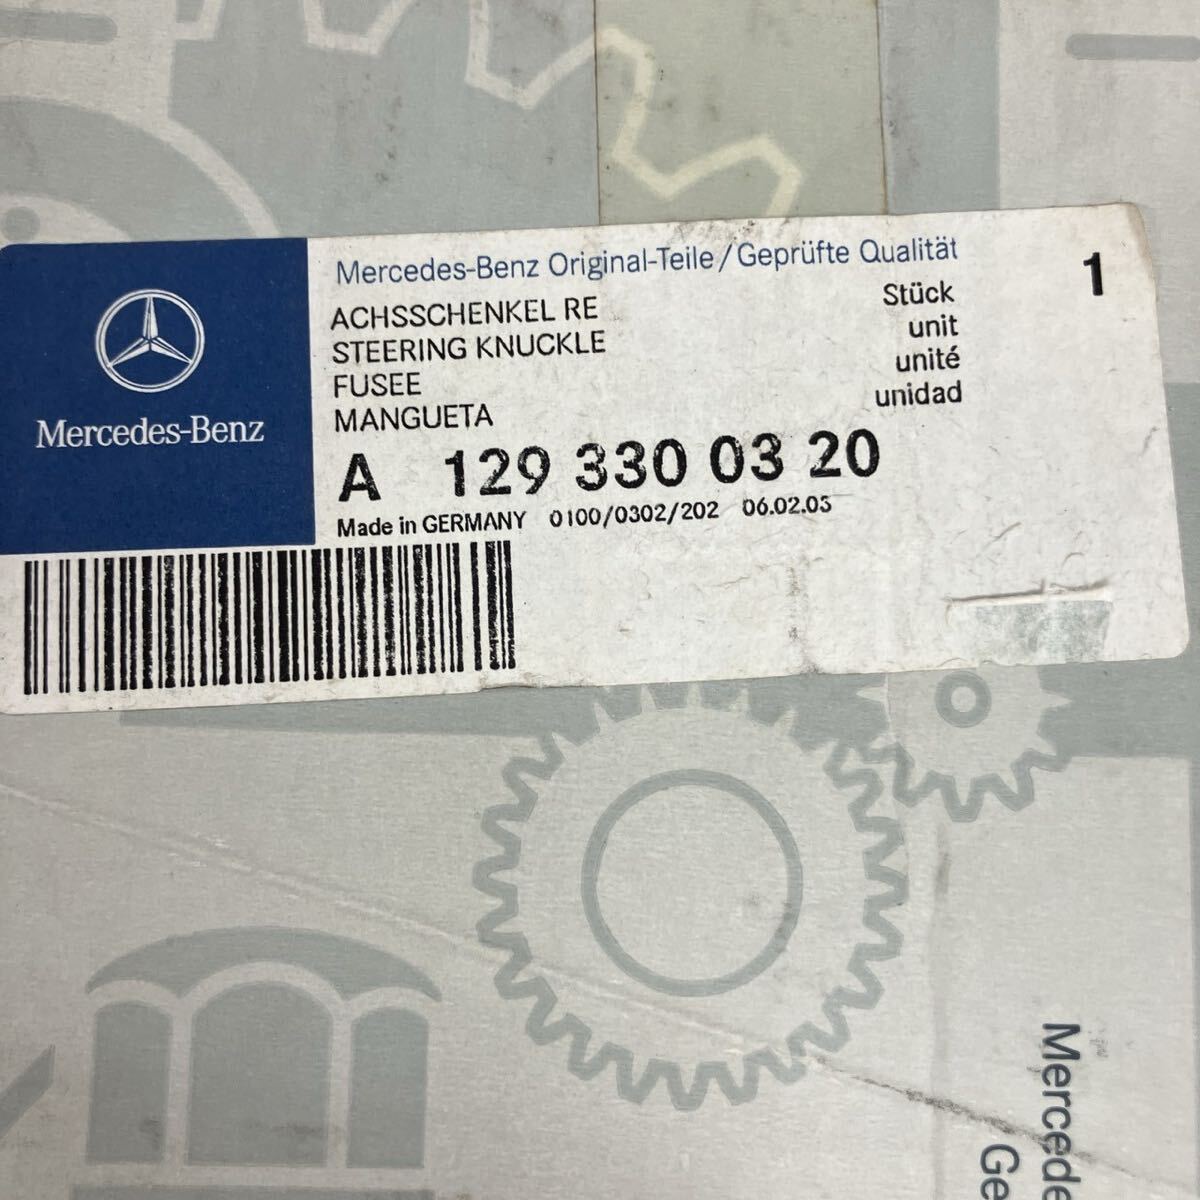 Mercedes-Benz
Mercedes-Benz Original-Teile/Geprüfte Qualität
ACHSSCHENKEL RE
STEERING KNUCKLE
FUSEE
MANGUETA
Stück
unit
unité
unidad
1
A 129 330 03 20
Made in GERMANY 0100/0302/202 06.02.03
Mercede
Ge